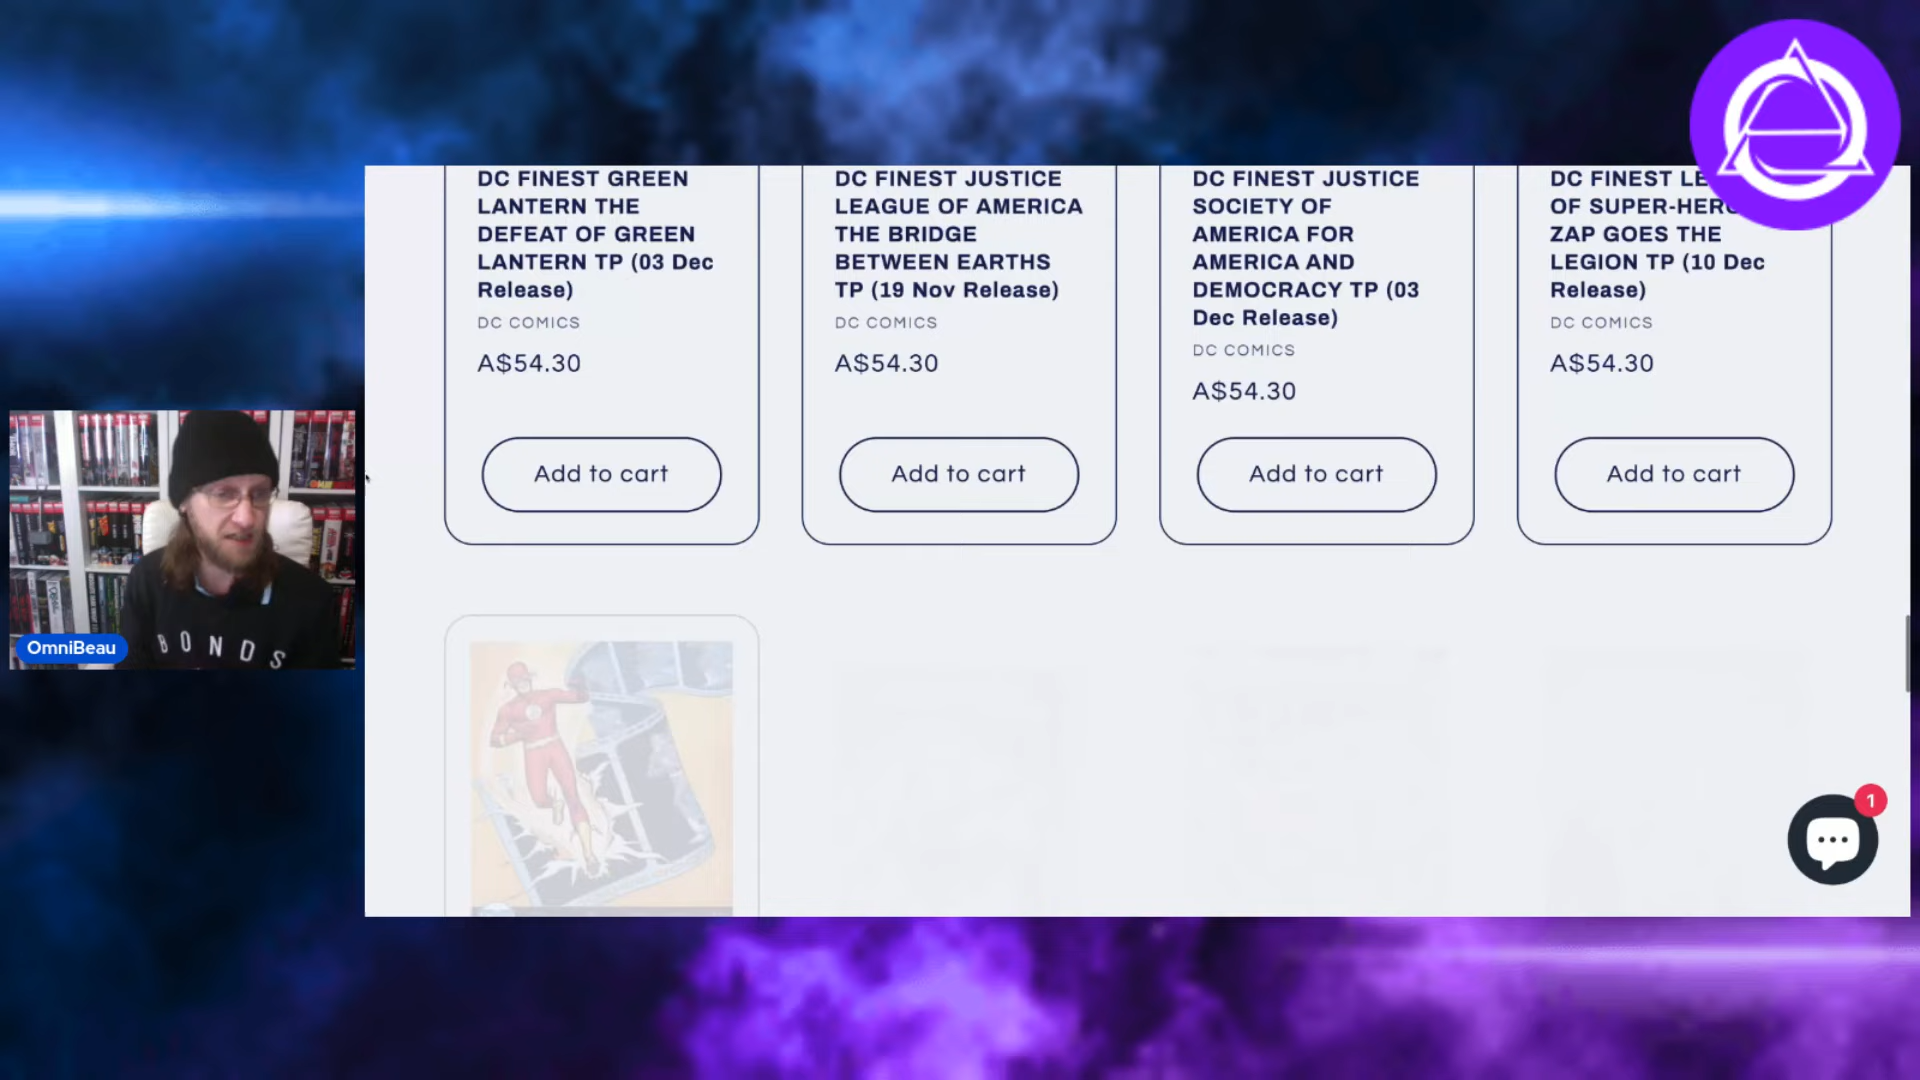 DC FINEST GREEN
LANTERN THE
DEFEAT OF GREEN
LANTERN TP (03 Dec
Release)
DC COMICS
A$54.30
Add to cart
DC FINEST JUSTICE
LEAGUE OF AMERICA
THE BRIDGE
BETWEEN EARTHS
TP (19 Nov Release)
DC COMICS
A$54.30
Add to cart
DC FINEST JUSTICE
SOCIETY OF
AMERICA FOR
AMERICA AND
DEMOCRACY TP (03
Dec Release)
DC COMICS
A$54.30
Add to cart
DC FINEST
OF
ZAP GOES THE
LEGION TP (10 Dec
Release)
DC COMICS
A$54.30
Add to cart
1
OmniBeau
BONDS